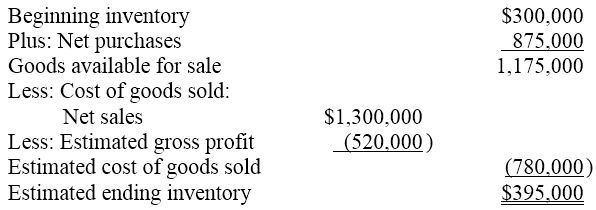 Beginning inventory $300,000
Plus: Net purchases 875,000
Goods available for sale 1,175,000
Less: Cost of goods sold:
Net sales $1,300,000
Less: Estimated gross profit (520,000)
Estimated cost of goods sold (780,000)
Estimated ending inventory $395,000